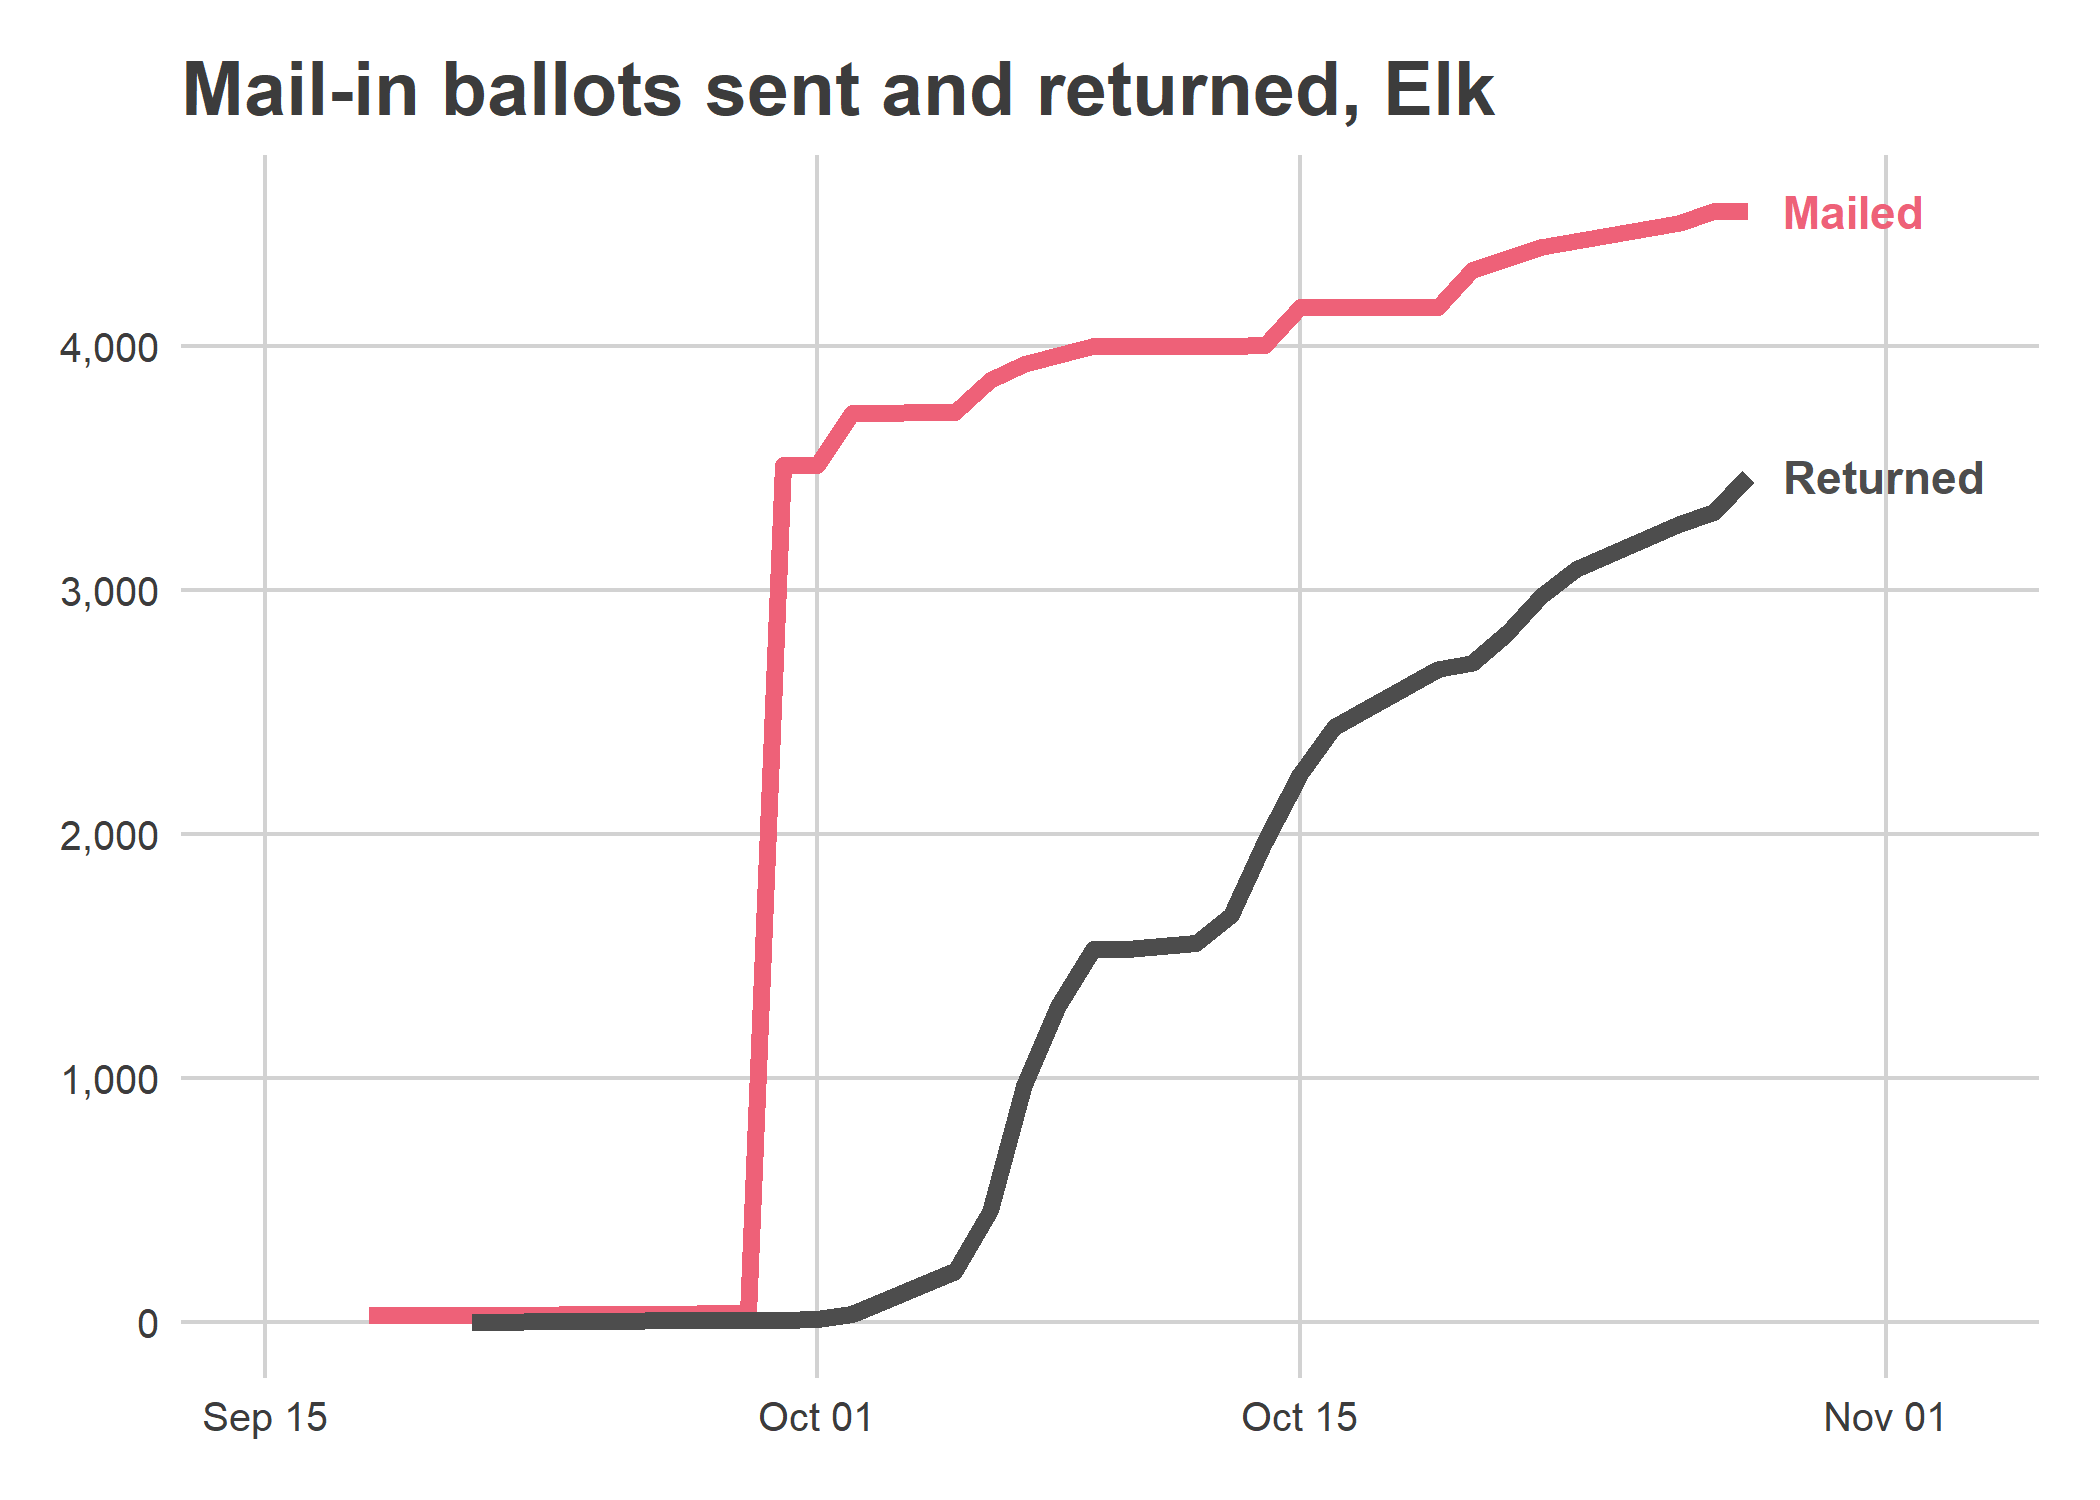 Mail-in ballots sent and returned, Elk
Mailed
4,000
Returned
3,000
2,000
1,000
0
Sep 15 Oct 01 Oct 15 Nov 01